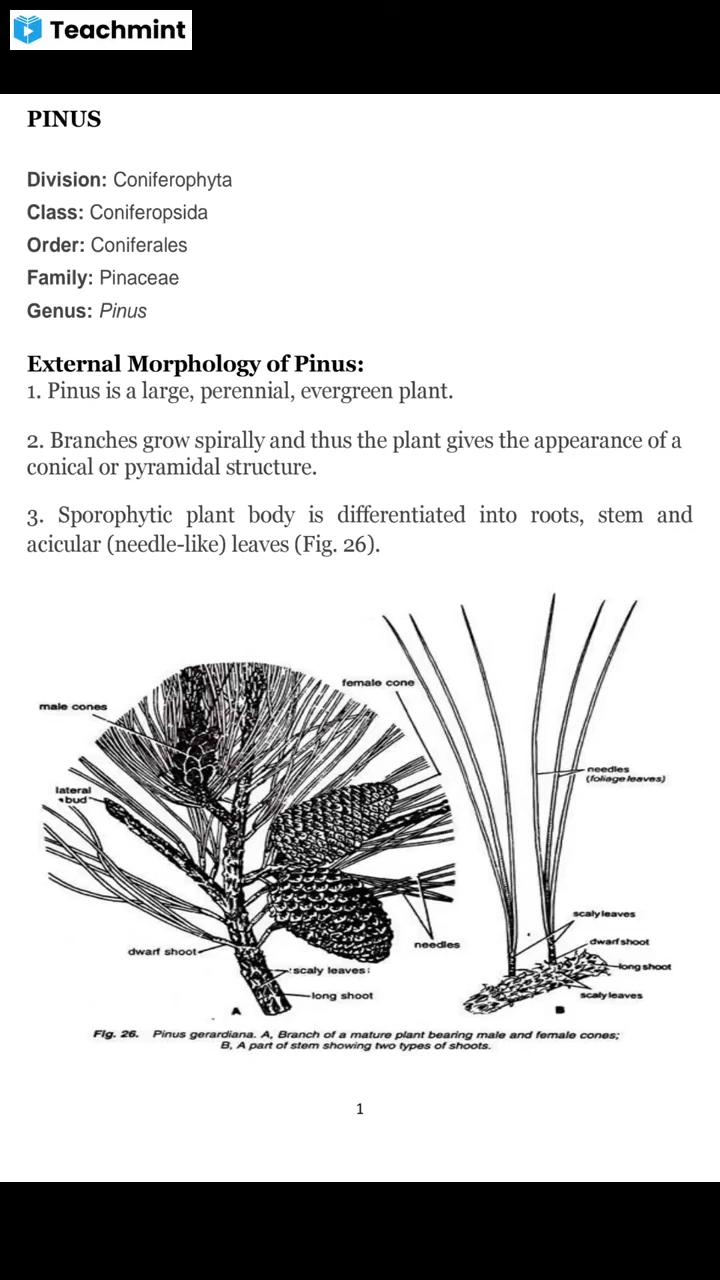 Teachmint
PINUS
Division: Coniferophyta
Class: Coniferopsida
Order: Coniferales
Family: Pinaceae
Genus: Pinus
External Morphology of Pinus:
1. Pinus is a large, perennial, evergreen plant.
2. Branches grow spirally and thus the plant gives the appearance of a
conical or pyramidal structure.
3. Sporophytic plant body is differentiated into roots, stem and
acicular (needle-like) leaves (Fig. 26).
female cone
male cones
needles
(foliage leaves)
lateral
bud
scaly leaves
dwarf shoot
needles
dwarf shoot
long shoot
scaly leaves
long shoot
scaly leaves
A
B
Fig. 26. Pinus gerardiana. A, Branch of a mature plant bearing male and female cones;
B, A part of stem showing two types of shoots.
1